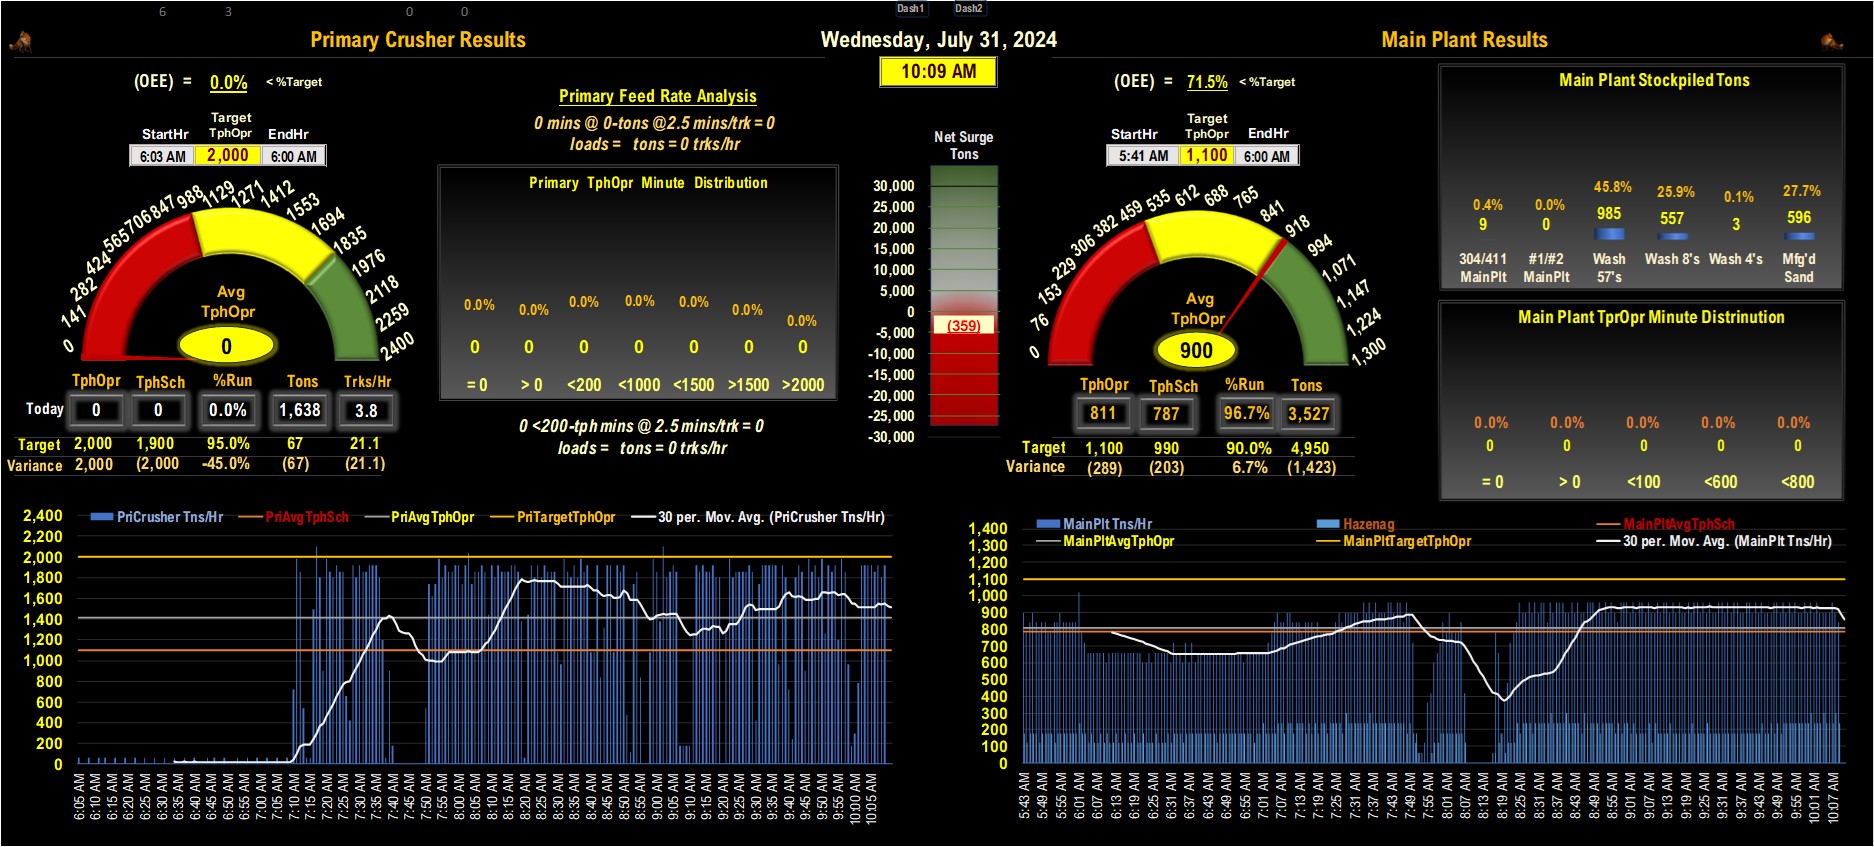 6 3 0 0 Dash1 Dash2
Primary Crusher Results
Wednesday, July 31, 2024
Main Plant Results
10:09 AM
(OEE) = 0.0% < %Target
Target
StartHr TphOpr EndHr
6:03 AM 2,000 6:00 AM
0 141 282 424 565 706 847 988 1129 1271 1412 1553 1694 1835 1976 2118 2259 2400
Avg
TphOpr
0
TphOpr TphSch %Run Tons Trks/Hr
Today 0 0 0.0% 1,638 3.8
Target 2,000 1,900 95.0% 67 21.1
Variance 2,000 (2,000 -45.0% (67) (21.1)
Primary Feed Rate Analysis
0 mins @ 0-tons @2.5 mins/trk = 0
loads = tons = 0 trks/hr
Primary TphOpr Minute Distribution
0.0% 0.0% 0.0% 0.0% 0.0% 0.0% 0.0%
0 0 0 0 0 0 0
= 0 > 0 <200 <1000 <1500 >1500 >2000
0 <200-tph mins @ 2.5 mins/trk = 0
loads = tons = 0 trks/hr
Net Surge
Tons
30,000
25,000
20,000
15,000
10,000
5,000
0
(359)
-5,000
-10,000
-15,000
-20,000
-25,000
-30,000
(OEE) = 71.5% < %Target
Target
StartHr TphOpr EndHr
5:41 AM 1,100 6:00 AM
0 76 153 229 306 382 459 535 612 688 765 841 918 994 1,071 1,147 1,224 1,300
Avg
TphOpr
900
TphOpr TphSch %Run Tons
811 787 96.7% 3,527
Target 1,100 990 90.0% 4,950
Variance (289) (203) 6.7% (1,423)
Main Plant Stockpiled Tons
0.4% 0.0% 45.8% 25.9% 0.1% 27.7%
9 0 985 557 3 596
304/411 #1/#2 Wash Wash 8's Wash 4's Mfg'd
MainPlt MainPlt 57's Sand
Main Plant TprOpr Minute Distrinution
0.0% 0.0% 0.0% 0.0% 0.0%
0 0 0 0 0
= 0 > 0 <100 <600 <800
PriCrusher Tns/Hr PriAvgTphSch PriAvgTphOpr PriTargetTphOpr 30 per. Mov. Avg. (PriCrusher Tns/Hr)
2,400
2,200
2,000
1,800
1,600
1,400
1,200
1,000
800
600
400
200
0
6:05 AM 6:10 AM 6:15 AM 6:20 AM 6:25 AM 6:30 AM 6:35 AM 6:40 AM 6:45 AM 6:50 AM 6:55 AM 7:00 AM 7:05 AM 7:10 AM 7:15 AM 7:20 AM 7:25 AM 7:30 AM 7:35 AM 7:40 AM 7:45 AM 7:50 AM 7:55 AM 8:00 AM 8:05 AM 8:10 AM 8:15 AM 8:20 AM 8:25 AM 8:30 AM 8:35 AM 8:40 AM 8:45 AM 8:50 AM 8:55 AM 9:00 AM 9:05 AM 9:10 AM 9:15 AM 9:20 AM 9:25 AM 9:30 AM 9:35 AM 9:40 AM 9:45 AM 9:50 AM 9:55 AM 10:00 AM 10:05 AM
MainPlt Tns/Hr Hazenag MainPltAvgTphSch
MainPltAvgTphOpr MainPltTargetTphOpr 30 per. Mov. Avg. (MainPlt Tns/Hr)
1,400
1,300
1,200
1,100
1,000
900
800
700
600
500
400
300
200
100
0
5:43 AM 5:49 AM 5:55 AM 6:01 AM 6:07 AM 6:13 AM 6:19 AM 6:25 AM 6:31 AM 6:37 AM 6:43 AM 6:49 AM 6:55 AM 7:01 AM 7:07 AM 7:13 AM 7:19 AM 7:25 AM 7:31 AM 7:37 AM 7:43 AM 7:49 AM 7:55 AM 8:01 AM 8:07 AM 8:13 AM 8:19 AM 8:25 AM 8:31 AM 8:37 AM 8:43 AM 8:49 AM 8:55 AM 9:01 AM 9:07 AM 9:13 AM 9:19 AM 9:25 AM 9:31 AM 9:37 AM 9:43 AM 9:49 AM 9:55 AM 10:01 AM 10:07 AM